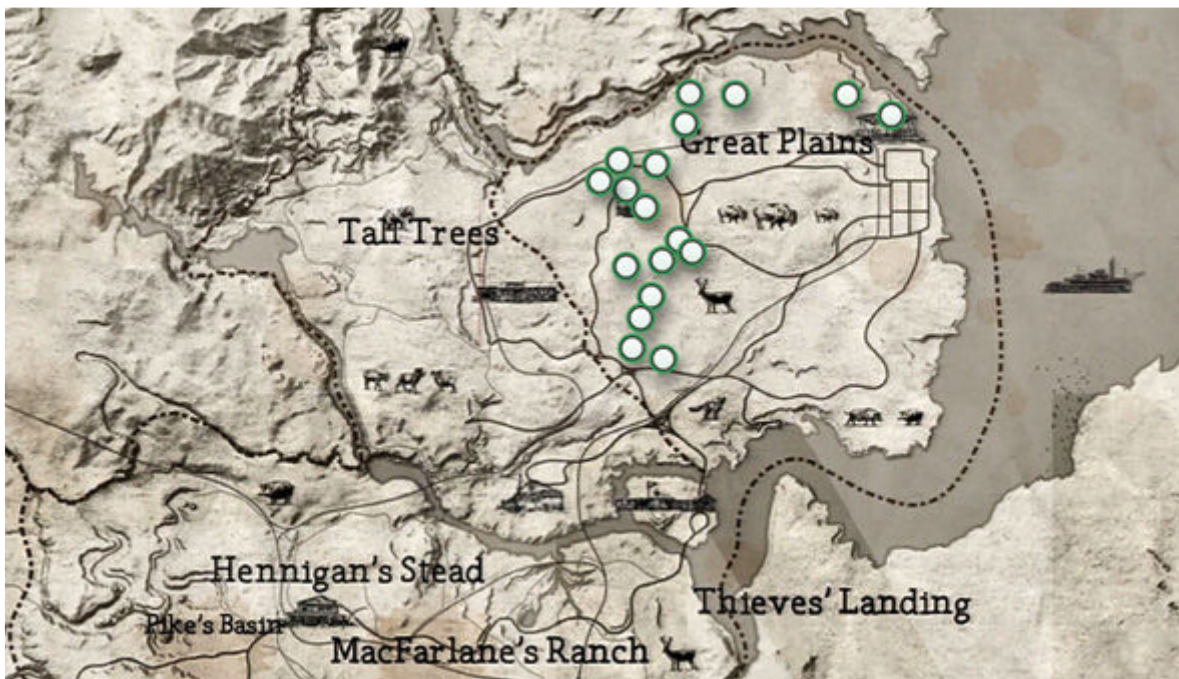 Great Plains
Tall Trees
Hennigan's Stead
Thieves' Landing
Pike's Basin
MacFarlane's Ranch